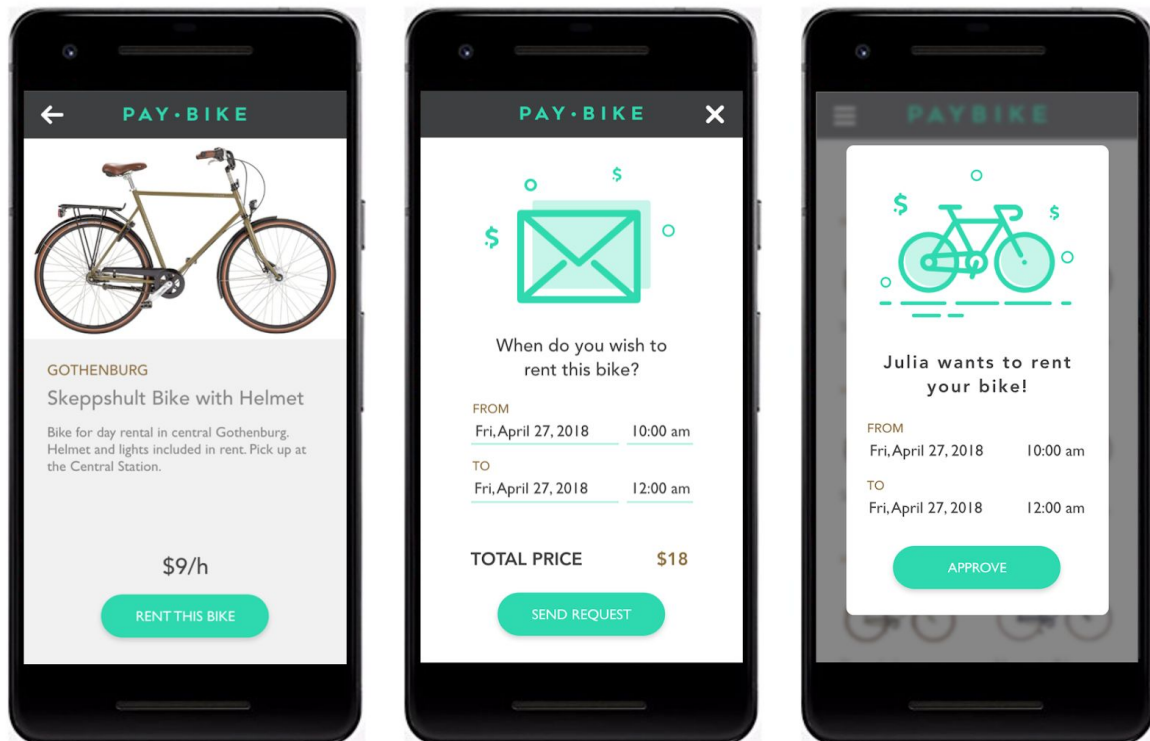 PAY·BIKE
GOTHENBURG
Skeppshult Bike with Helmet
Bike for day rental in central Gothenburg.
Helmet and lights included in rent. Pick up at
the Central Station.
$9/h
RENT THIS BIKE
PAY·BIKE
$
$
When do you wish to
rent this bike?
FROM
Fri, April 27, 2018 10:00 am
TO
Fri, April 27, 2018 12:00 am
TOTAL PRICE $18
SEND REQUEST
PAYBIKE
$
$
Julia wants to rent
your bike!
FROM
Fri, April 27, 2018 10:00 am
TO
Fri, April 27, 2018 12:00 am
APPROVE